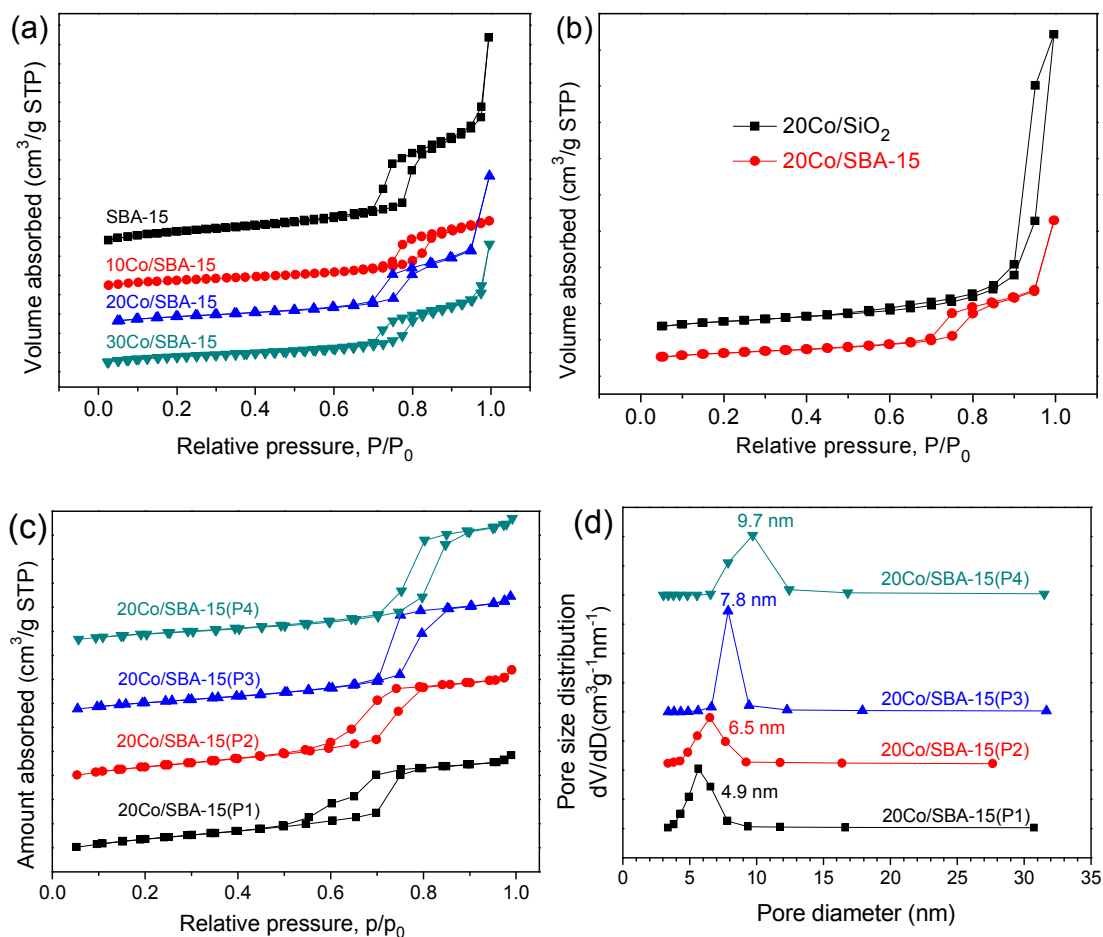 (a)
Volume absorbed (cm³/g STP)
SBA-15
10Co/SBA-15
20Co/SBA-15
30Co/SBA-15
0.0 0.2 0.4 0.6 0.8 1.0
Relative pressure, P/P₀
(b)
Volume absorbed (cm³/g STP)
20Co/SiO₂
20Co/SBA-15
0.0 0.2 0.4 0.6 0.8 1.0
Relative pressure, P/P₀
(c)
Amount absorbed (cm³/g STP)
20Co/SBA-15(P4)
20Co/SBA-15(P3)
20Co/SBA-15(P2)
20Co/SBA-15(P1)
0.0 0.2 0.4 0.6 0.8 1.0
Relative pressure, p/p₀
(d)
Pore size distribution
dV/dD(cm³g⁻¹nm⁻¹)
9.7 nm
20Co/SBA-15(P4)
7.8 nm
20Co/SBA-15(P3)
6.5 nm
20Co/SBA-15(P2)
4.9 nm
20Co/SBA-15(P1)
0 5 10 15 20 25 30 35
Pore diameter (nm)